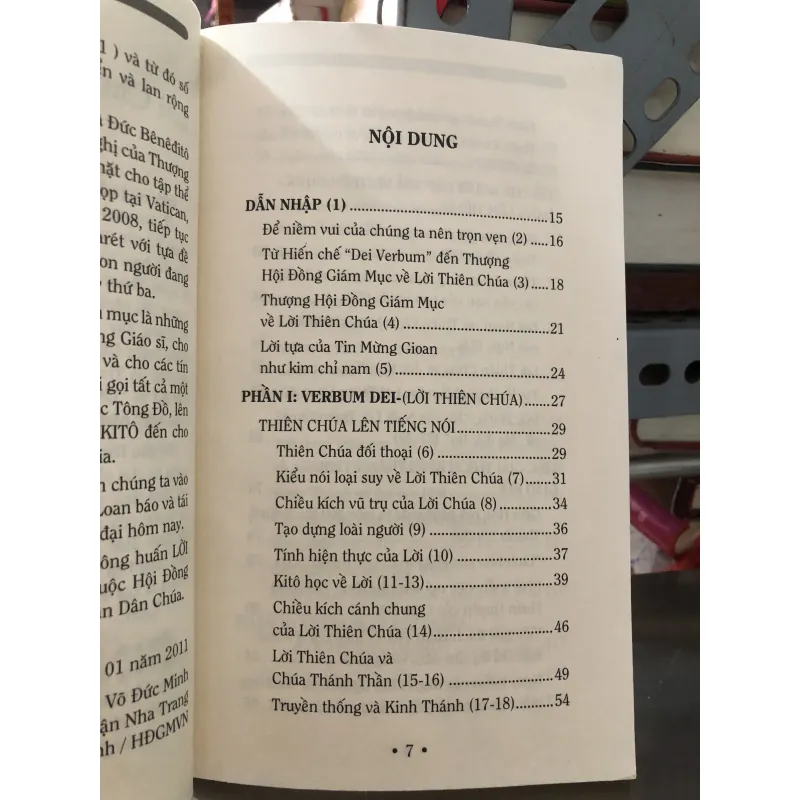 1 ) và từ đó số
và lan rộng
Đức Bênêđitô
của Thượng
cho tập thể
tại Vatican,
2008, tiếp tục
với tựa đề
người đang
thứ ba.
mục là những
Giáo sĩ, cho
và cho các tín
gọi tất cả một
Tông Đồ, lên
KITÔ đến cho
chúng ta vào
báo và tái
đại hôm nay.
huấn LỜI
Hội Đồng
Dân Chúa.
01 năm 2011
Võ Đức Minh
Nha Trang
/ HĐGMVN
NỘI DUNG
DẪN NHẬP (1) ..................................................15
Để niềm vui của chúng ta nên trọn vẹn (2) .....16
Từ Hiến chế “Dei Verbum” đến Thượng
Hội Đồng Giám Mục về Lời Thiên Chúa (3).....18
Thượng Hội Đồng Giám Mục
về Lời Thiên Chúa (4) .....................................21
Lời tựa của Tin Mừng Gioan
như kim chỉ nam (5) .......................................24
PHẦN I: VERBUM DEI-(LỜI THIÊN CHÚA).......27
THIÊN CHÚA LÊN TIẾNG NÓI.......................29
Thiên Chúa đối thoại (6) ............................29
Kiểu nói loại suy về Lời Thiên Chúa (7)......31
Chiều kích vũ trụ của Lời Chúa (8) ............34
Tạo dựng loài người (9) .............................36
Tính hiện thực của Lời (10) .......................37
Kitô học về Lời (11-13) ..............................39
Chiều kích cánh chung
của Lời Thiên Chúa (14) ............................46
Lời Thiên Chúa và
Chúa Thánh Thần (15-16) ..........................49
Truyền thống và Kinh Thánh (17-18)...........54
• 7 •